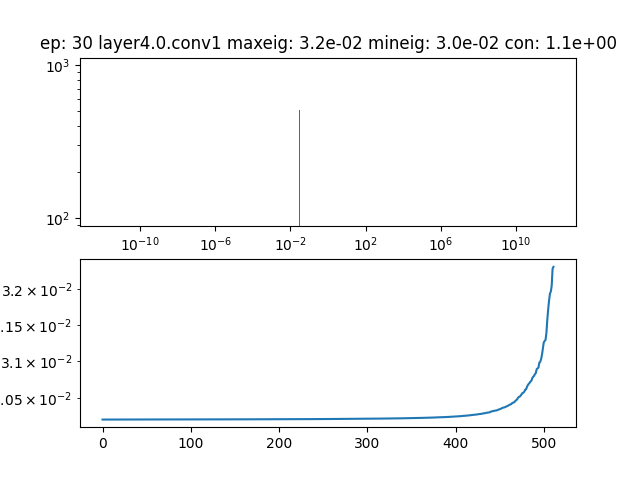 ep: 30 layer4.0.conv1 maxeig: 3.2e-02 mineig: 3.0e-02 con: 1.1e+00
10³
10²
10⁻¹⁰ 10⁻⁶ 10⁻² 10² 10⁶ 10¹⁰
3.2 × 10⁻²
.15 × 10⁻²
3.1 × 10⁻²
.05 × 10⁻²
0 100 200 300 400 500